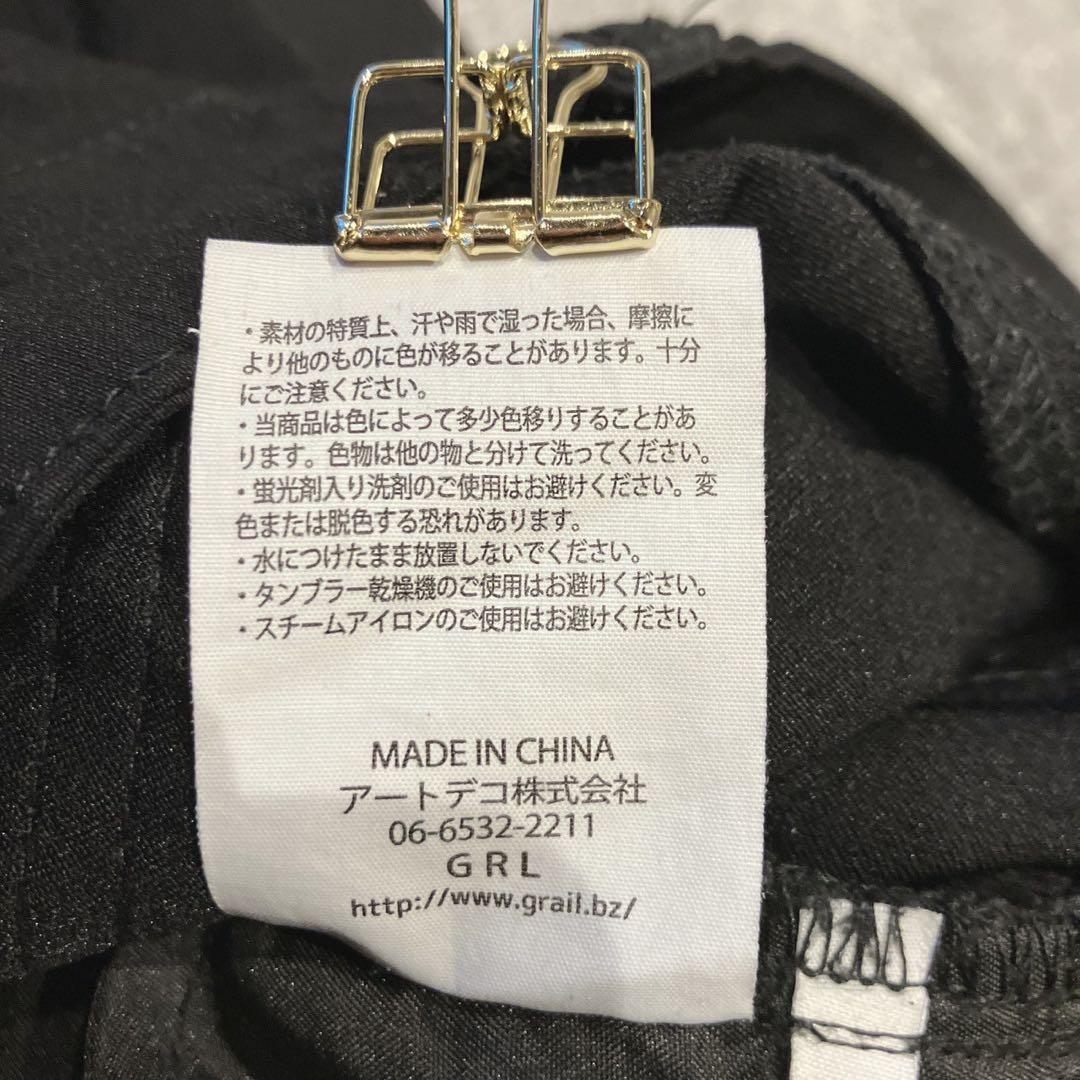 ・素材の特質上、汗や雨で湿った場合、摩擦に
より他のものに色が移ることがあります。十分
にご注意ください。
・当商品は色によって多少色移りすることがあ
ります。色物は他の物と分けて洗ってください。
・蛍光剤入り洗剤のご使用はお避けください。変
色または脱色する恐れがあります。
・水につけたまま放置しないでください。
・タンブラー乾燥機のご使用はお避けください。
・スチームアイロンのご使用はお避けください。
MADE IN CHINA
アートデコ株式会社
06-6532-2211
G R L
http://www.grail.bz/